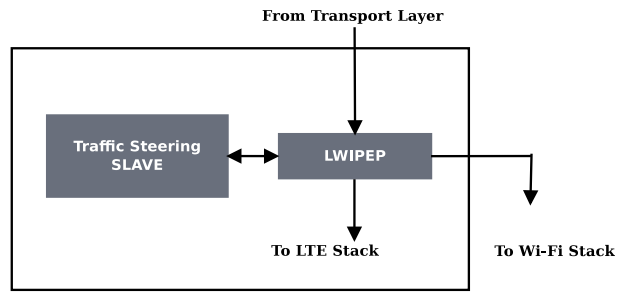 From Transport Layer
Traffic Steering
SLAVE
LWIPEP
To LTE Stack
To Wi-Fi Stack